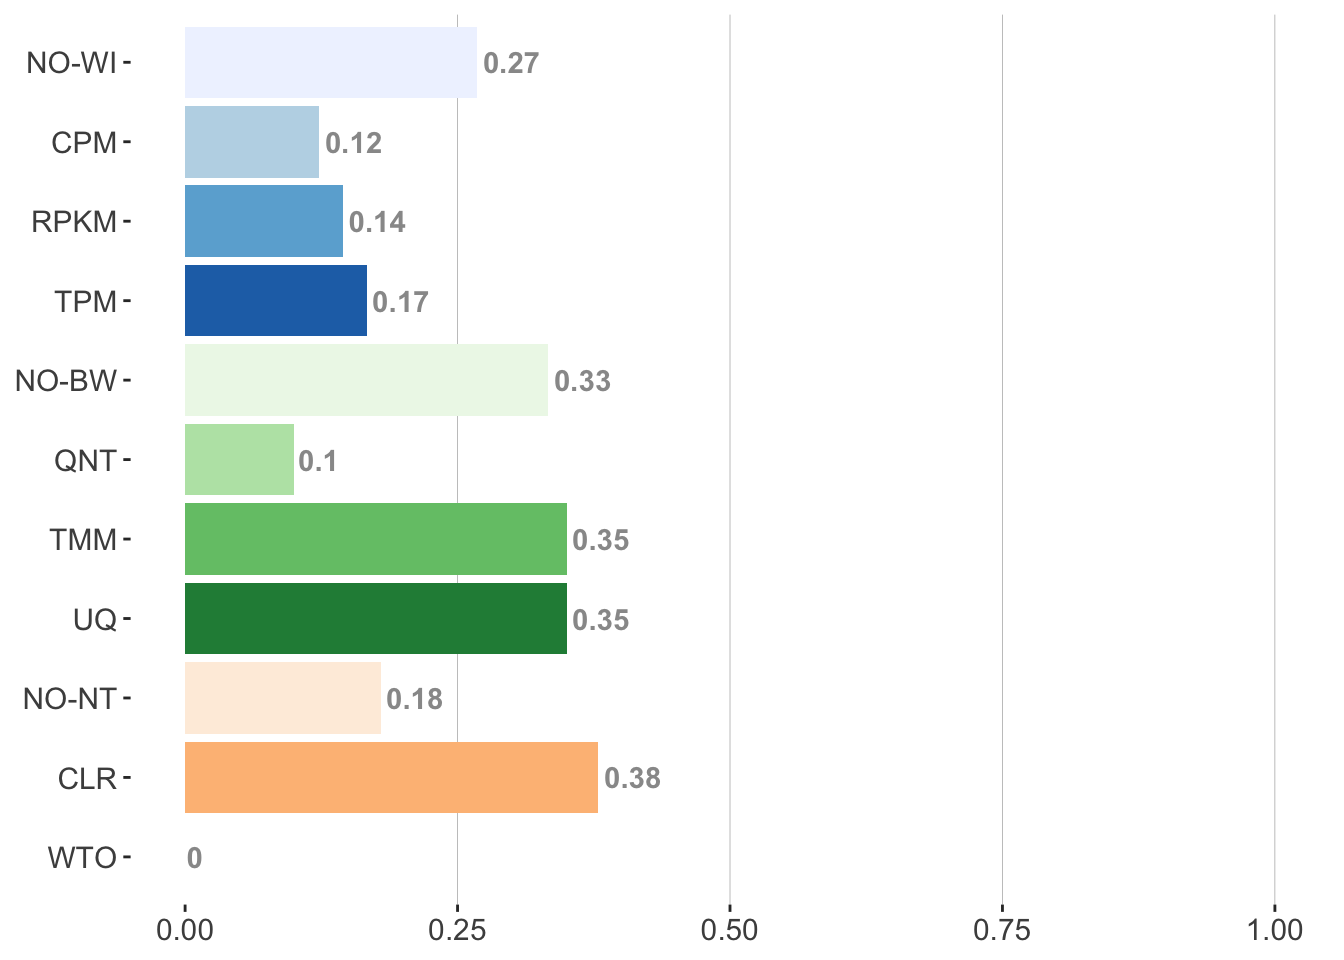 NO-WI 0.27
CPM 0.12
RPKM 0.14
TPM 0.17
NO-BW 0.33
QNT 0.1
TMM 0.35
UQ 0.35
NO-NT 0.18
CLR 0.38
WTO 0
0.00 0.25 0.50 0.75 1.00